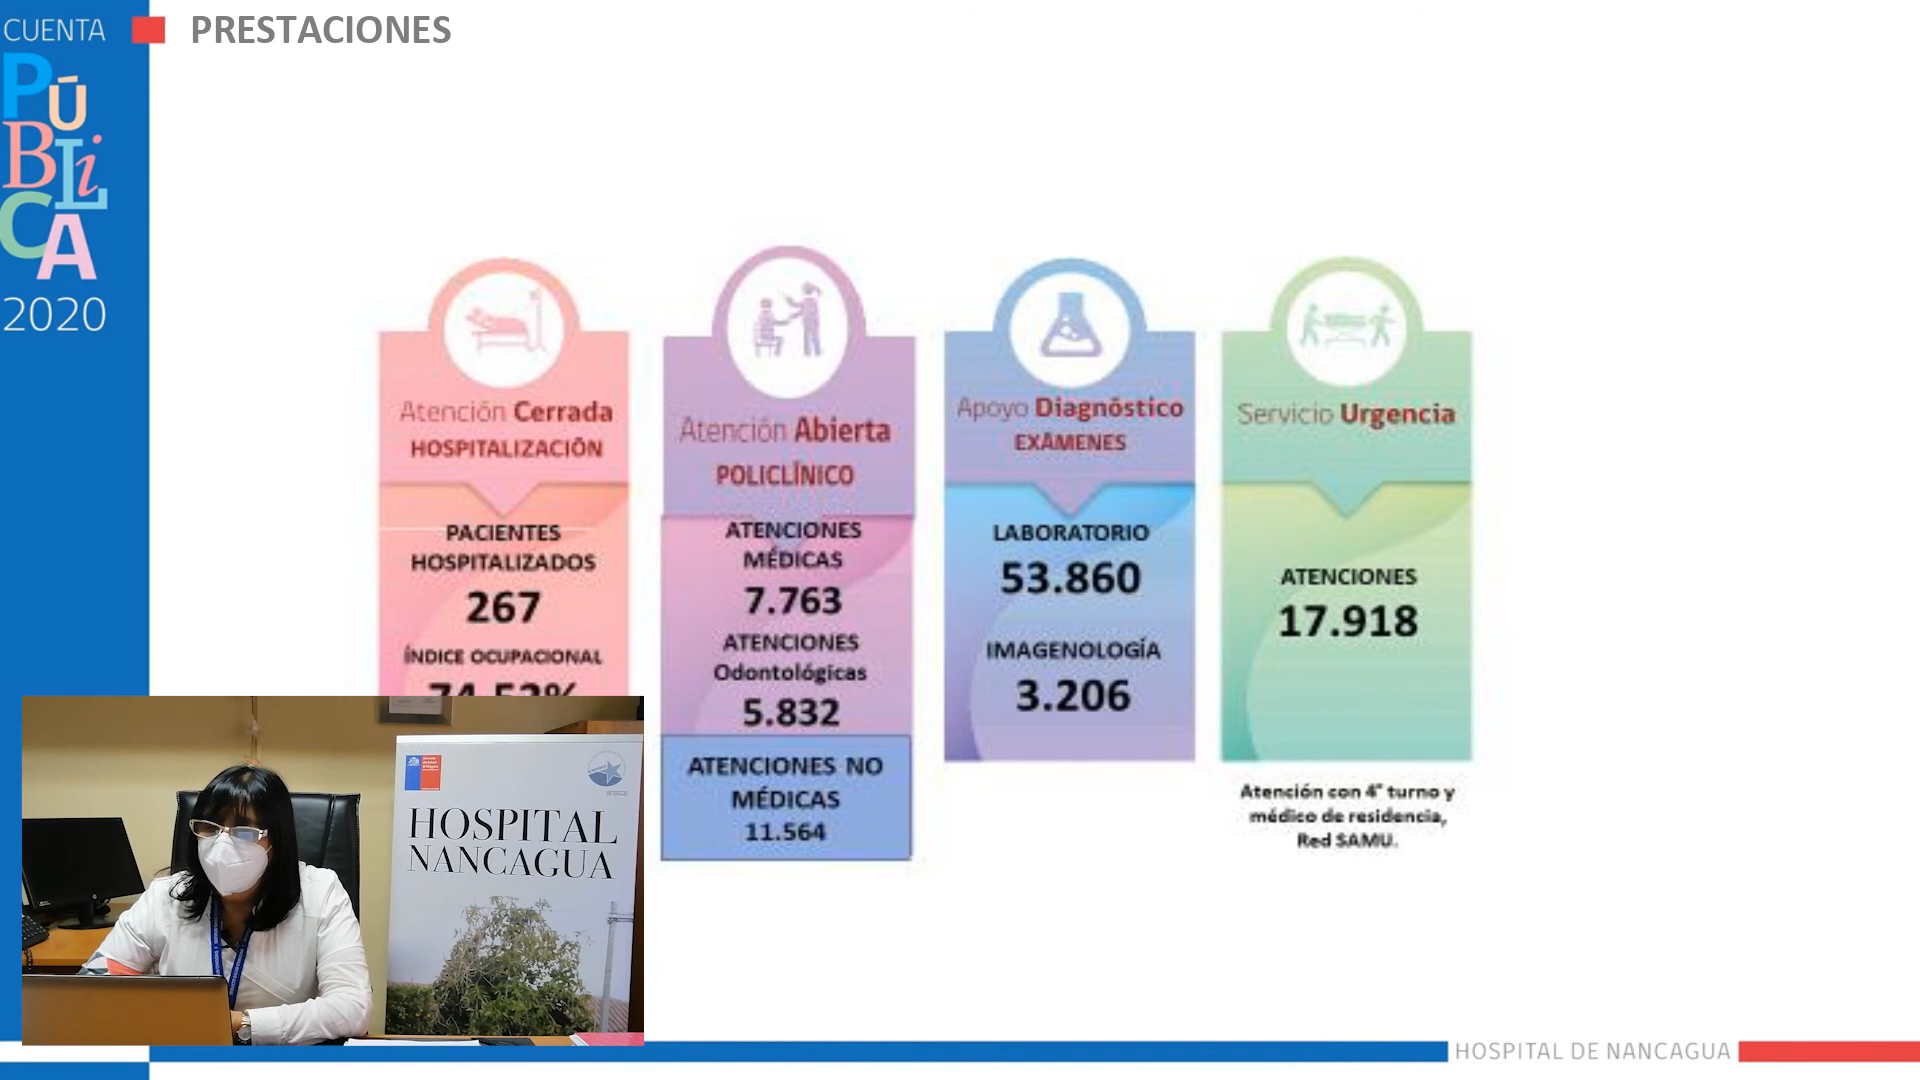 CUENTA
PÚBLiCA
2020
PRESTACIONES
Atención Cerrada
HOSPITALIZACIÓN
PACIENTES
HOSPITALIZADOS
267
ÍNDICE OCUPACIONAL
Atención Abierta
POLICLÍNICO
ATENCIONES
MÉDICAS
7.763
ATENCIONES
Odontológicas
5.832
ATENCIONES NO
MÉDICAS
11.564
Apoyo Diagnóstico
EXÁMENES
LABORATORIO
53.860
IMAGENOLOGÍA
3.206
Servicio Urgencia
ATENCIONES
17.918
Atención con 4° turno y
médico de residencia,
Red SAMU.
HOSPITAL
NANCAGUA
HOSPITAL DE NANCAGUA